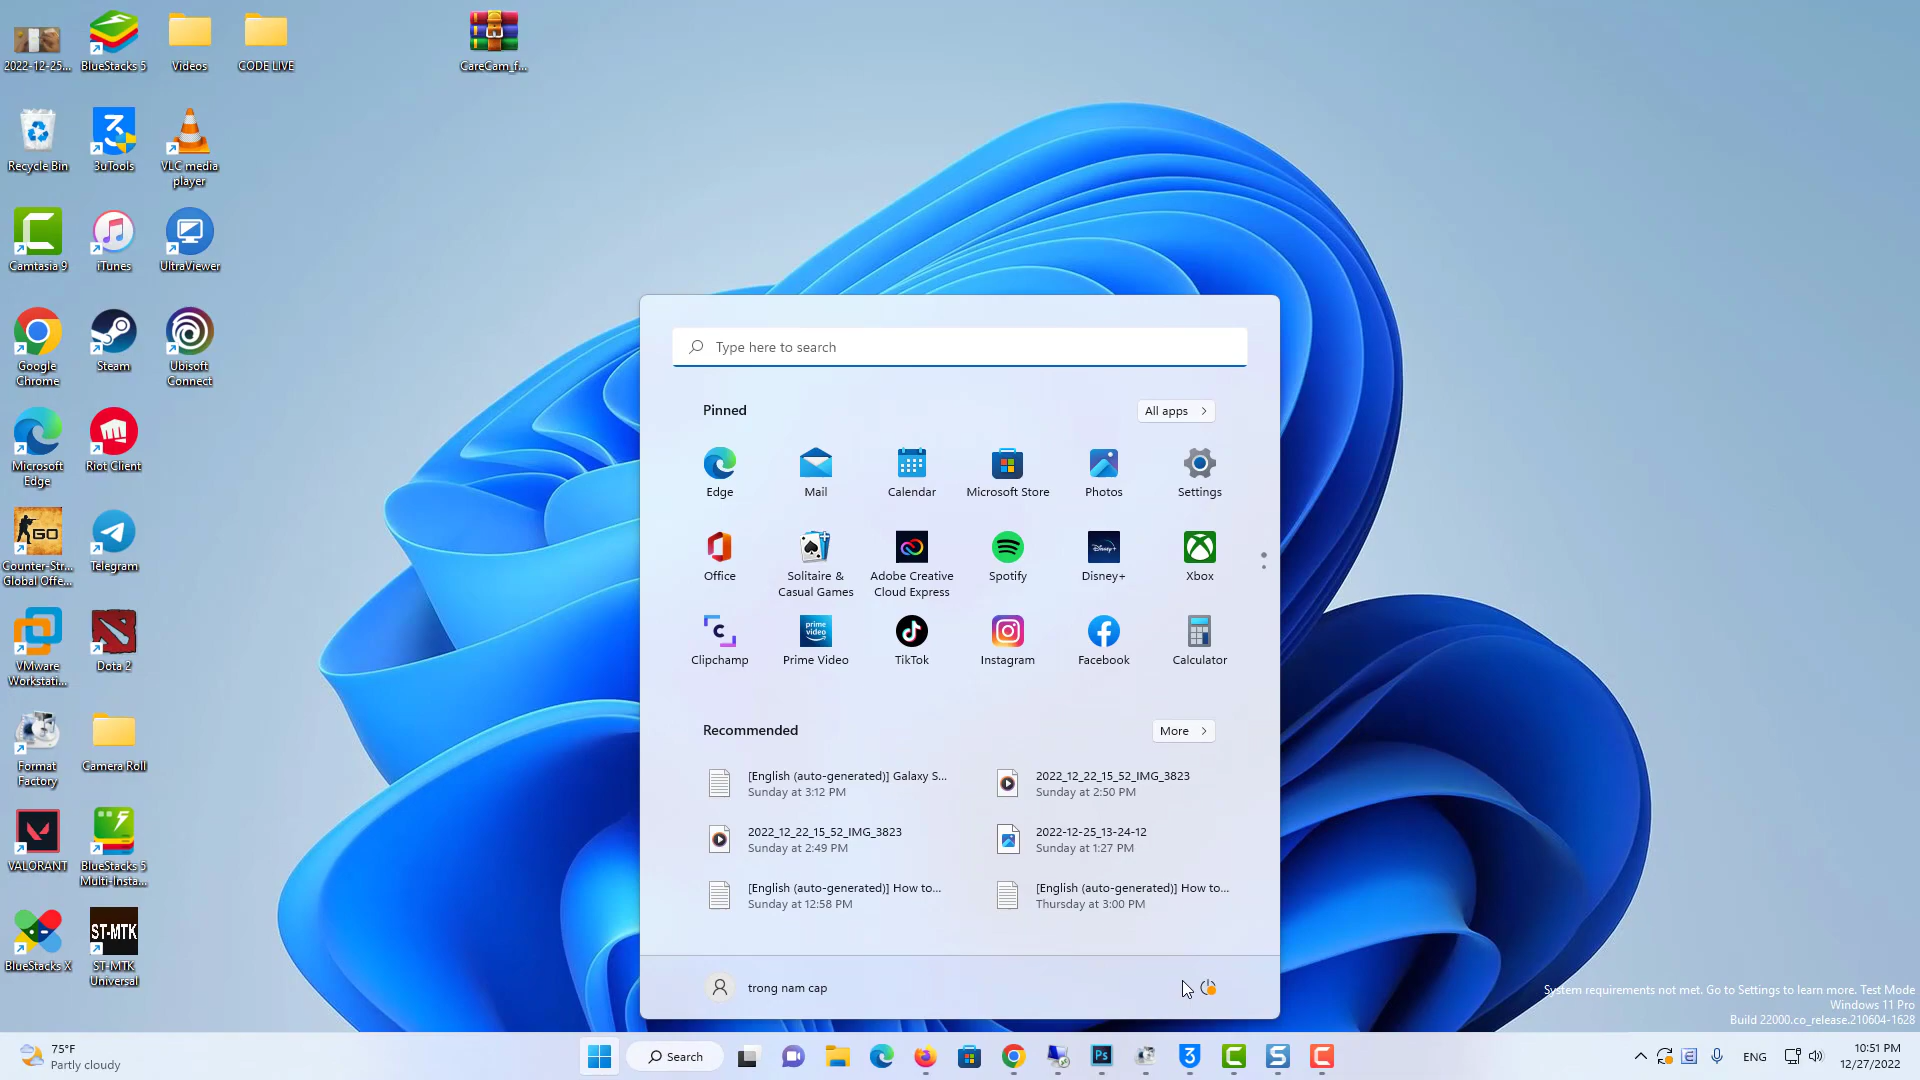 2022-12-25...
BlueStacks 5
Videos
CODE LIVE
CareCam_f...
Recycle Bin
3uTools
VLC media
player
Camtasia 9
iTunes
UltraViewer
Google
Chrome
Steam
Ubisoft
Connect
Microsoft
Edge
Riot Client
GO
Counter-Str...
Global Offe...
Telegram
VMware
Workstati...
Dota 2
Format
Factory
Camera Roll
VALORANT
BlueStacks 5
Multi-Insta...
BlueStacks X
ST-MTK
ST-MTK
Universal
Type here to search
Pinned
All apps
Edge
Mail
Calendar
Microsoft Store
Photos
Settings
Office
Solitaire &
Casual Games
Adobe Creative
Cloud Express
Spotify
Disney+
Disney+
Xbox
Clipchamp
prime
video
Prime Video
TikTok
Instagram
Facebook
Calculator
Recommended
More
[English (auto-generated)] Galaxy S...
Sunday at 3:12 PM
2022_12_22_15_52_IMG_3823
Sunday at 2:50 PM
2022_12_22_15_52_IMG_3823
Sunday at 2:49 PM
2022-12-25_13-24-12
Sunday at 1:27 PM
[English (auto-generated)] How to...
Sunday at 12:58 PM
[English (auto-generated)] How to...
Thursday at 3:00 PM
trong nam cap
System requirements not met. Go to Settings to learn more. Test Mode
Windows 11 Pro
Build 22000.co_release.210604-1628
75°F
Partly cloudy
Search
Ps
ENG
10:51 PM
12/27/2022